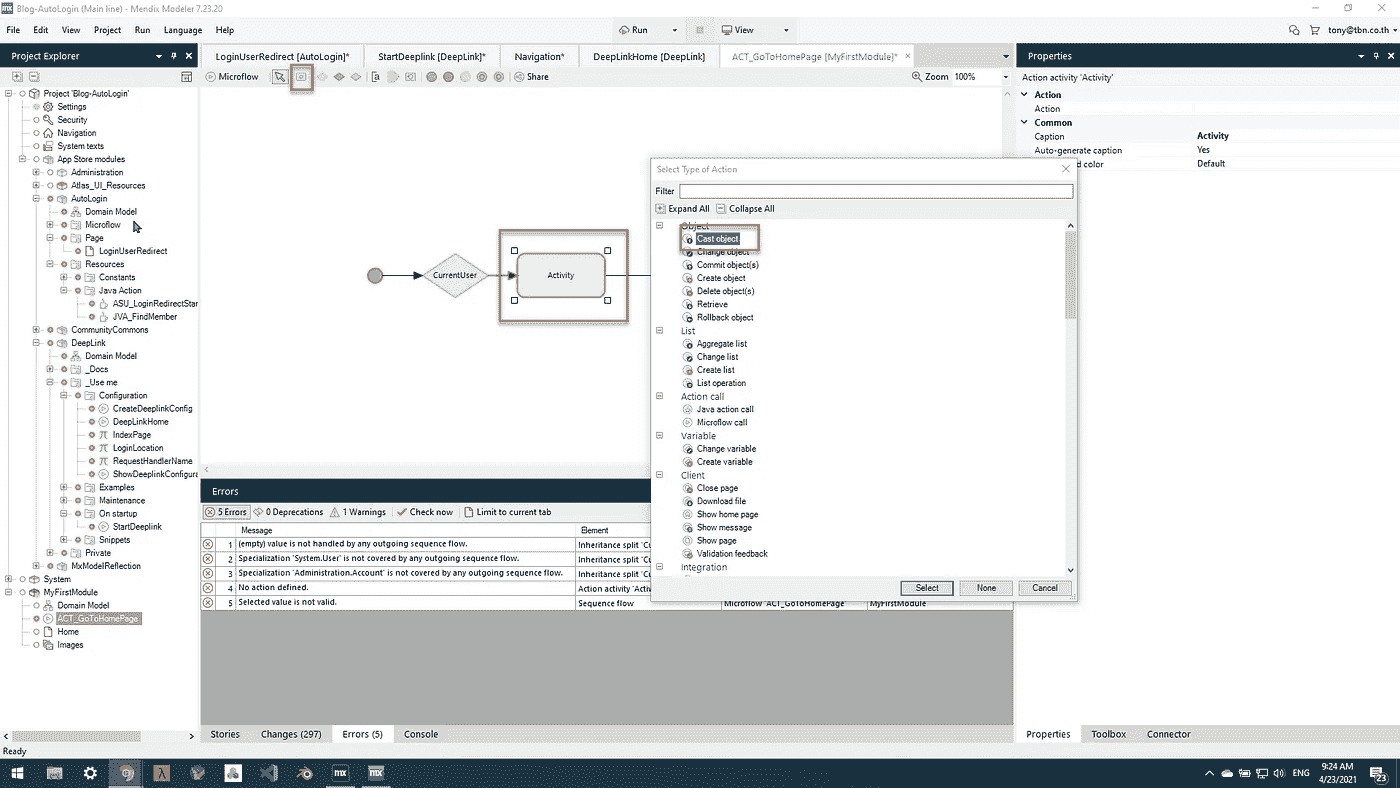 Blog-AutoLogin (Main line) - Mendix Modeler 7.23.20
File Edit View Project Run Language Help
Run View
tony@tbn.co.th
Project Explorer
LoginUserRedirect [AutoLogin]* StartDeeplink [DeepLink]* Navigation* DeepLinkHome [DeepLink] ACT_GoToHomePage [MyFirstModule]*
Properties
Microflow Share Zoom 100%
Action activity 'Activity'
Action
Action
Common
Caption Activity
Auto-generate caption Yes
d color Default
Project 'Blog-AutoLogin'
Settings
Security
Navigation
System texts
App Store modules
Administration
Atlas_UI_Resources
AutoLogin
Domain Model
Microflow
Page
LoginUserRedirect
Resources
Constants
Java Action
ASU_LoginRedirectStar
JVA_FindMember
CommunityCommons
DeepLink
Domain Model
_Docs
_Use me
Configuration
CreateDeeplinkConfig
DeepLinkHome
IndexPage
LoginLocation
RequestHandlerName
ShowDeeplinkConfigura
Examples
Maintenance
On startup
StartDeeplink
Snippets
Private
MxModelReflection
System
MyFirstModule
Domain Model
ACT_GoToHomePage
Home
Images
CurrentUser
Activity
Select Type of Action
Filter
Expand All Collapse All
Object
Cast object
Change object
Commit object(s)
Create object
Delete object(s)
Retrieve
Rollback object
List
Aggregate list
Change list
Create list
List operation
Action call
Java action call
Microflow call
Variable
Change variable
Create variable
Client
Close page
Download file
Show home page
Show message
Show page
Validation feedback
Integration
Select None Cancel
Errors
5 Errors 0 Deprecations 1 Warnings Check now Limit to current tab
Message Element
1 (empty) value is not handled by any outgoing sequence flow. Inheritance split 'Cu
2 Specialization 'System.User' is not covered by any outgoing sequence flow. Inheritance split 'Cu
3 Specialization 'Administration.Account' is not covered by any outgoing sequence flow. Inheritance split 'Cu
4 No action defined. Action activity 'Activ
5 Selected value is not valid. Sequence flow Microflow 'ACT_GoToHomePage' MyFirstModule
Stories Changes (297) Errors (5) Console
Properties Toolbox Connector
Ready
ENG
9:24 AM
4/23/2021
23